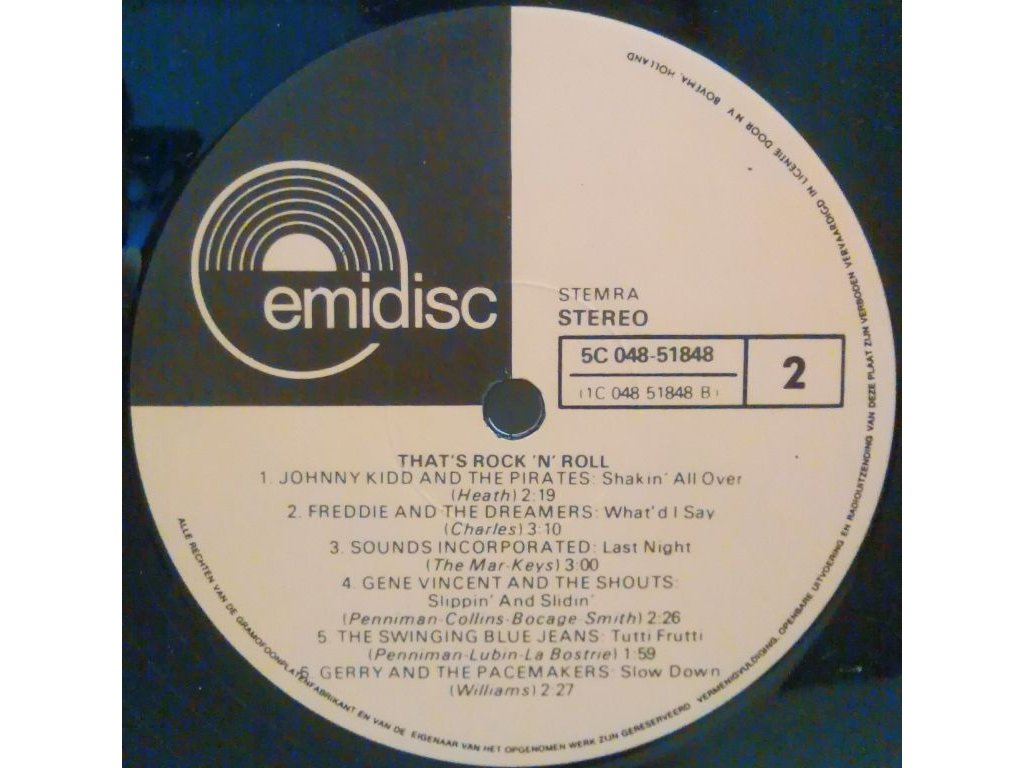 emidisc
STEMRA
STEREO
5C 048-51848
(1C 048 51848 B)
2
THAT'S ROCK 'N' ROLL
1. JOHNNY KIDD AND THE PIRATES: Shakin' All Over
(Heath) 2:19
2. FREDDIE AND THE DREAMERS: What'd I Say
(Charles) 3:10
3. SOUNDS INCORPORATED: Last Night
(The Mar-Keys) 3:00
4. GENE VINCENT AND THE SHOUTS:
Slippin' And Slidin'
(Penniman-Collins-Bocage-Smith) 2:26
5. THE SWINGING BLUE JEANS: Tutti Frutti
(Penniman-Lubin-La Bostrie) 1:59
6. GERRY AND THE PACEMAKERS: Slow Down
(Williams) 2:27
ALLE RECHTEN VAN DE GRAMOFOONPLATENFABRIKANT EN VAN DE EIGENAAR VAN HET OPGENOMEN WERK ZIJN GERESERVEERD. VERMENIGVULDIGING, OPENBARE UITVOERING EN RADIOUITZENDING VAN DEZE PLAAT ZIJN VERBODEN VERVAARDIGD IN LICENTIE DOOR N.V. BOVEMA, HOLLAND